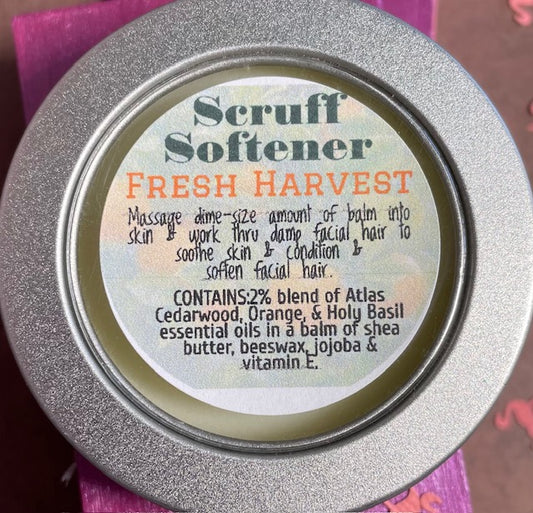 Scruff
Softener
FRESH HARVEST
Massage dime-size amount of balm into
skin & work thru damp facial hair to
soothe skin & condition &
soften facial hair.
CONTAINS:2% blend of Atlas
Cedarwood, Orange, & Holy Basil
essential oils in a balm of shea
butter, beeswax, jojoba &
vitamin E.